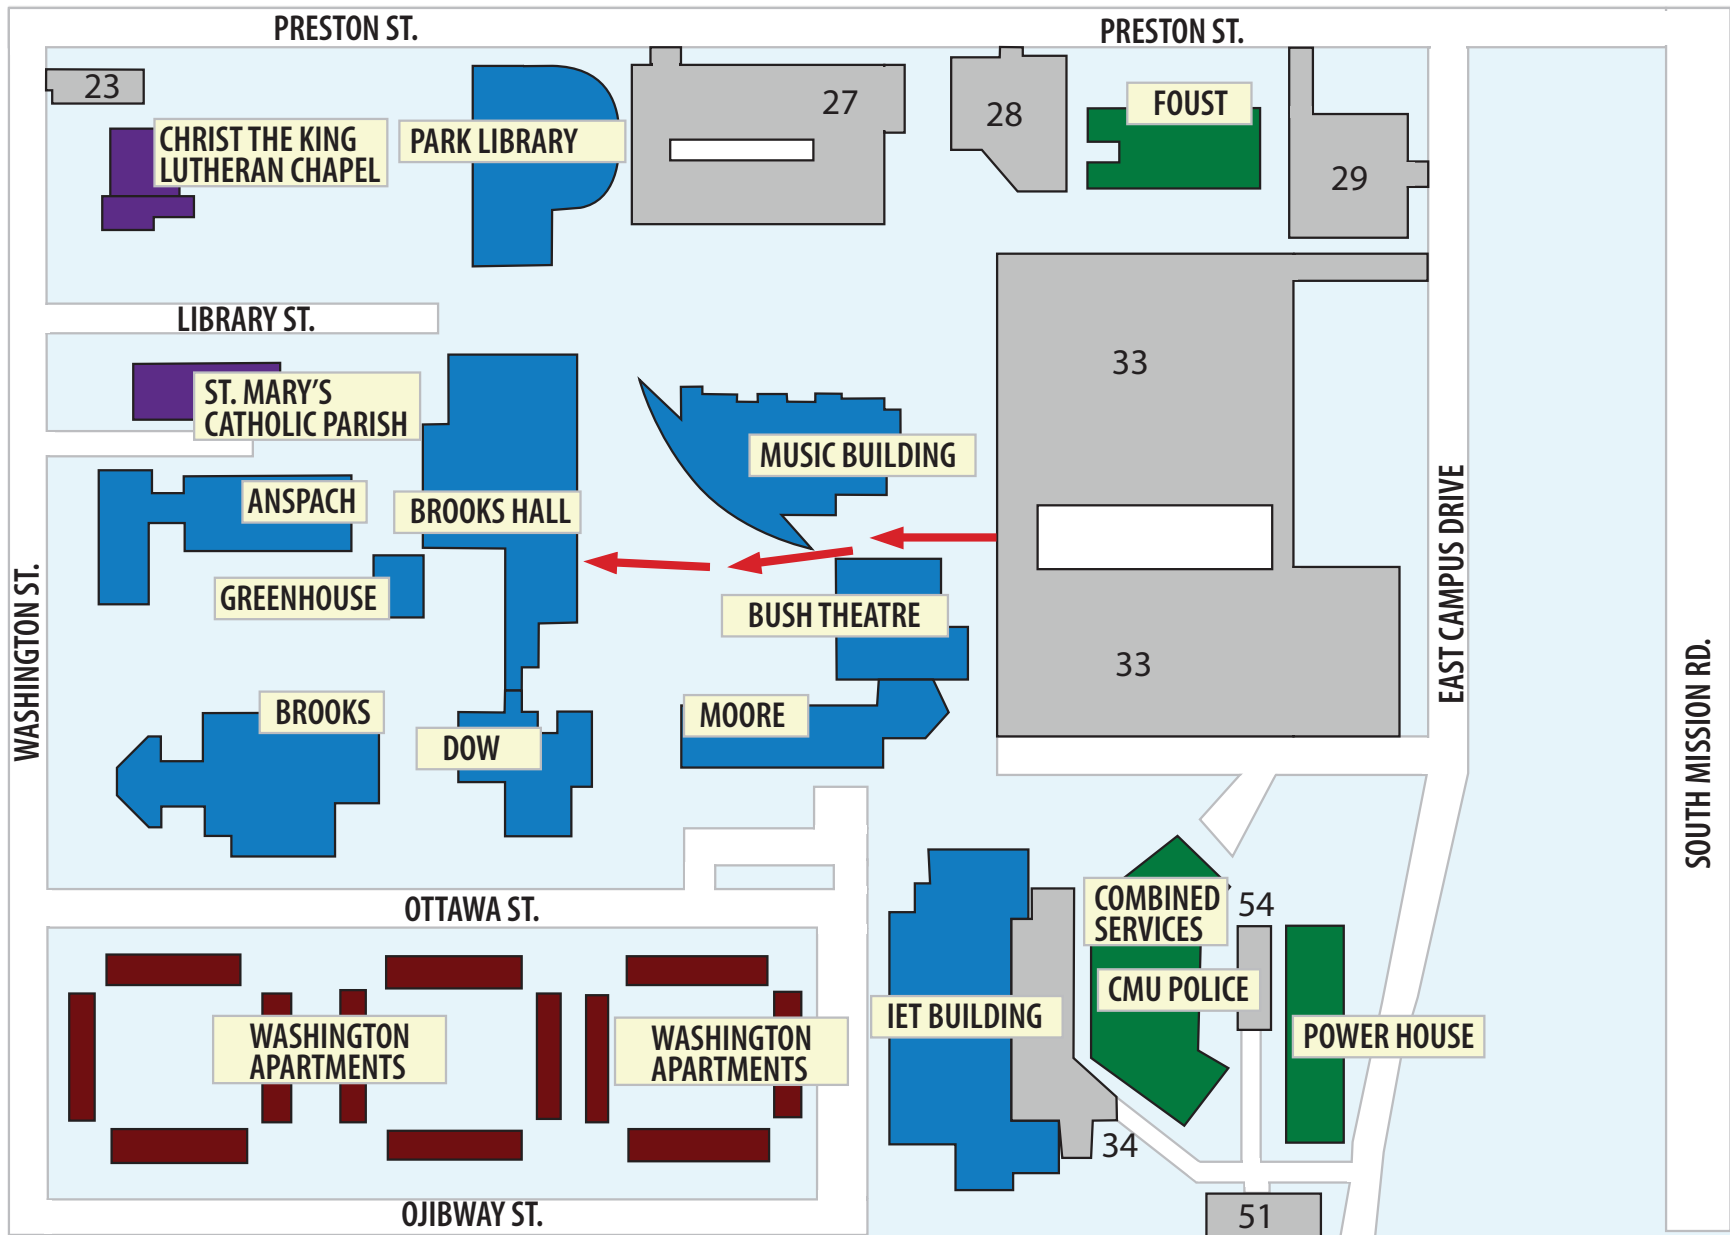 PRESTON ST.
PRESTON ST.
23
27
28
FOUST
CHRIST THE KING
LUTHERAN CHAPEL
PARK LIBRARY
29
LIBRARY ST.
33
ST. MARY'S
CATHOLIC PARISH
MUSIC BUILDING
ANSPACH
BROOKS HALL
EAST CAMPUS DRIVE
GREENHOUSE
BUSH THEATRE
WASHINGTON ST.
33
BROOKS
MOORE
DOW
SOUTH MISSION RD.
OTTAWA ST.
COMBINED
SERVICES
54
CMU POLICE
IET BUILDING
POWER HOUSE
WASHINGTON
APARTMENTS
WASHINGTON
APARTMENTS
34
OJIBWAY ST.
51